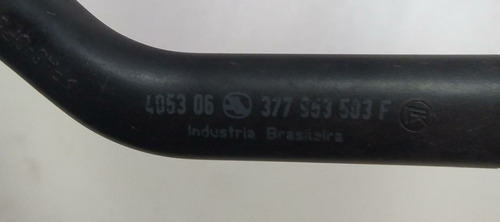 4053 06 377 953 503 F
Industria Brasileira